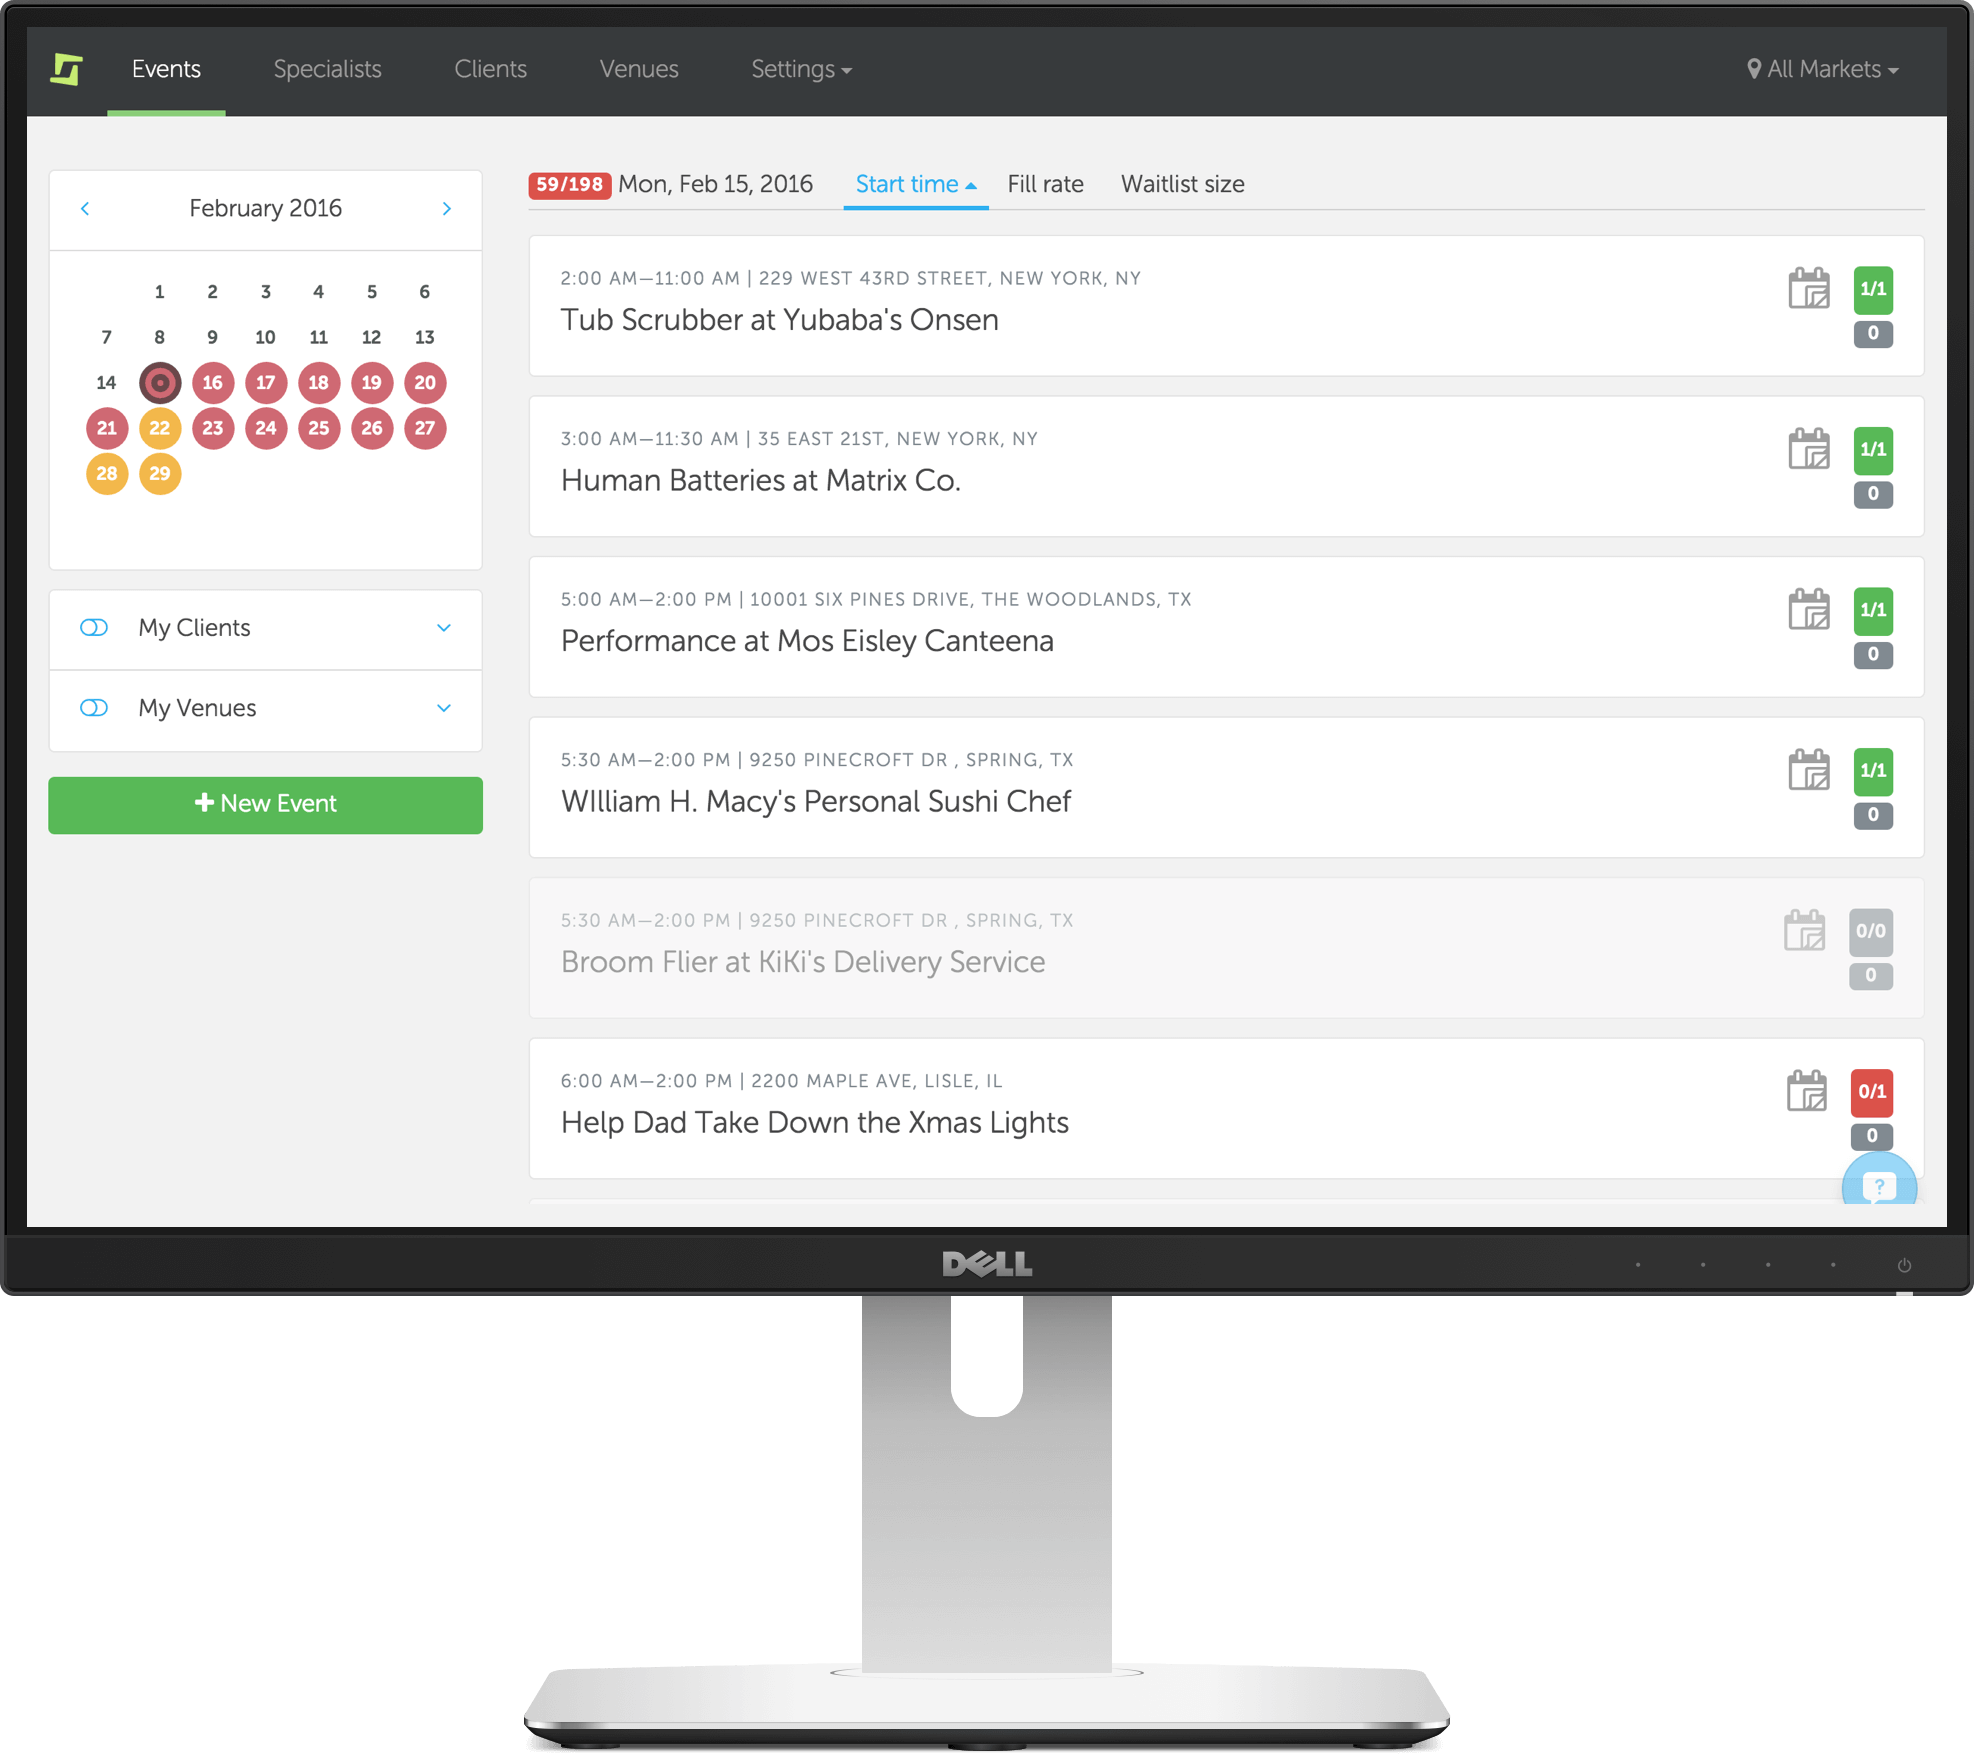 Events Specialists Clients Venues Settings All Markets
February 2016
1 2 3 4 5 6
7 8 9 10 11 12 13
14 16 17 18 19 20
21 22 23 24 25 26 27
28 29
My Clients
My Venues
New Event
59/198 Mon, Feb 15, 2016 Start time Fill rate Waitlist size
2:00 AM—11:00 AM | 229 WEST 43RD STREET, NEW YORK, NY
Tub Scrubber at Yubaba's Onsen
1/1
0
3:00 AM—11:30 AM | 35 EAST 21ST, NEW YORK, NY
Human Batteries at Matrix Co.
1/1
0
5:00 AM—2:00 PM | 10001 SIX PINES DRIVE, THE WOODLANDS, TX
Performance at Mos Eisley Canteena
1/1
0
5:30 AM—2:00 PM | 9250 PINECROFT DR , SPRING, TX
WIlliam H. Macy's Personal Sushi Chef
1/1
0
5:30 AM—2:00 PM | 9250 PINECROFT DR , SPRING, TX
Broom Flier at KiKi's Delivery Service
0/0
0
6:00 AM—2:00 PM | 2200 MAPLE AVE, LISLE, IL
Help Dad Take Down the Xmas Lights
0/1
0
?
DELL